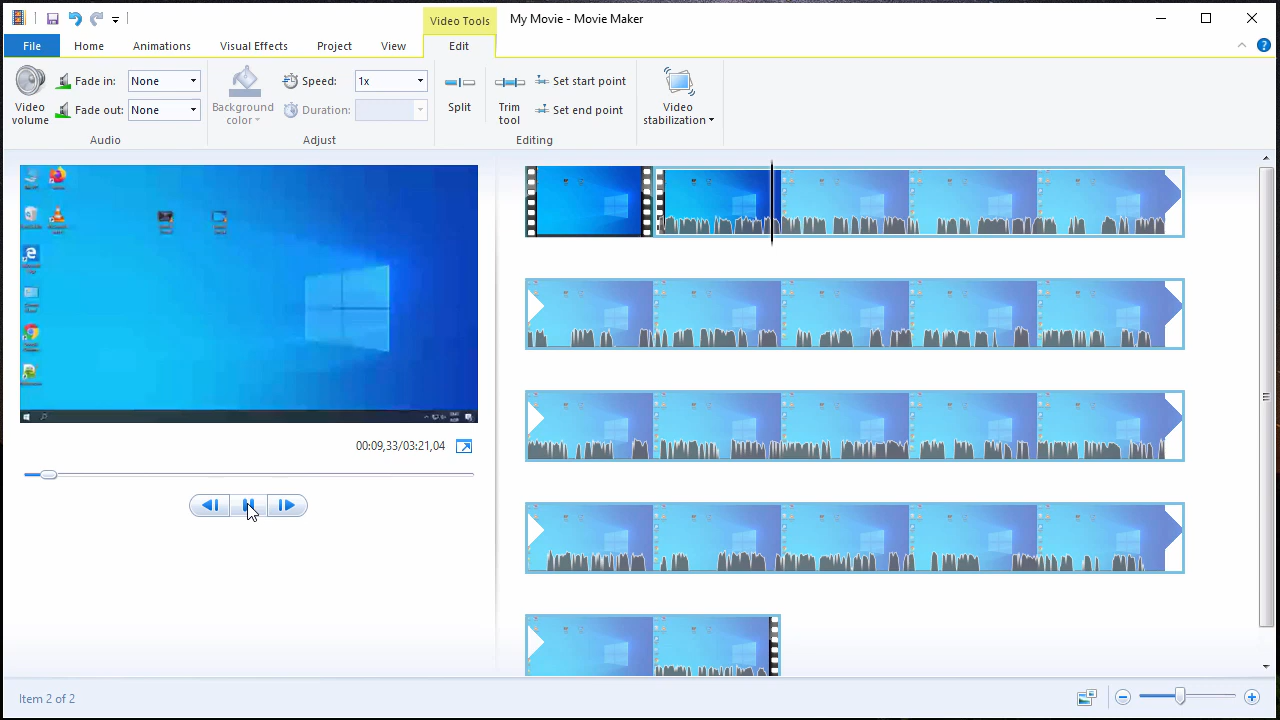 Video Tools
My Movie - Movie Maker
File
Home
Animations
Visual Effects
Project
View
Edit
Video
volume
Fade in:
None
Fade out:
None
Audio
Background
color
Speed:
1x
Duration:
Adjust
Split
Trim
tool
Set start point
Set end point
Editing
Video
stabilization
00:09,33/03:21,04
Item 2 of 2